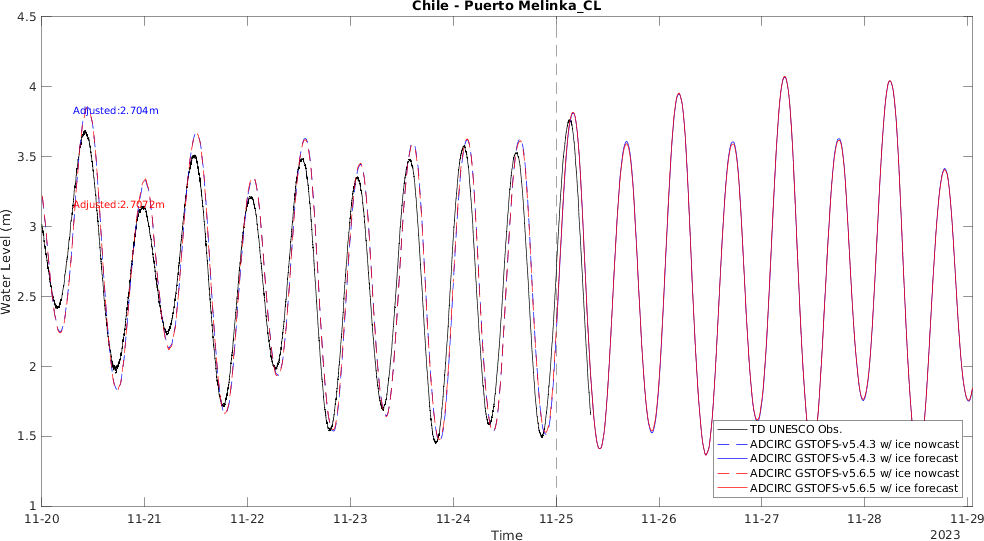 Chile - Puerto Melinka_CL
4.5
4
3.5
3
2.5
2
1.5
1
Water Level (m)
Adjusted:2.704m
Adjusted:2.7072m
TD UNESCO Obs.
ADCIRC GSTOFS-v5.4.3 w/ ice nowcast
ADCIRC GSTOFS-v5.4.3 w/ ice forecast
ADCIRC GSTOFS-v5.6.5 w/ ice nowcast
ADCIRC GSTOFS-v5.6.5 w/ ice forecast
11-20
11-21
11-22
11-23
11-24
11-25
11-26
11-27
11-28
11-29
Time
2023